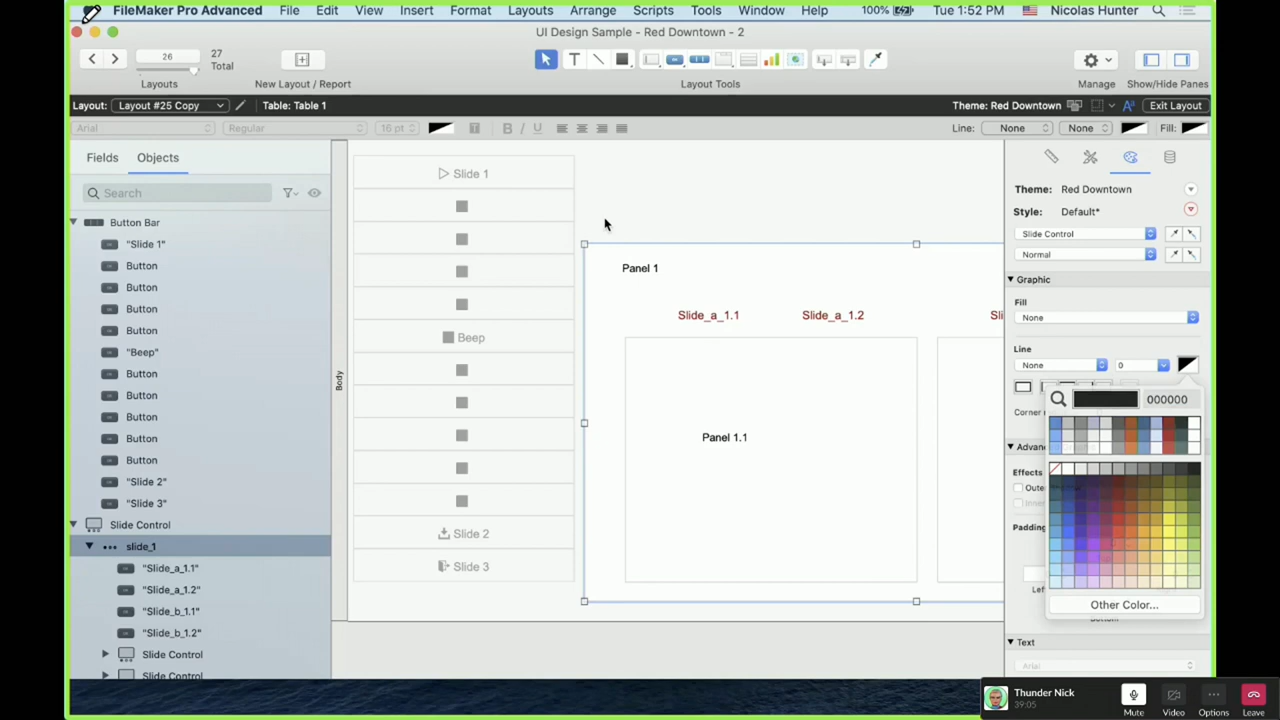 FileMaker Pro Advanced File Edit View Insert Format Layouts Arrange Scripts Tools Window Help 100% Tue 1:52 PM Nicolas Hunter
UI Design Sample - Red Downtown - 2
26
27
Total
Layouts
New Layout / Report
Layout Tools
Manage
Show/Hide Panes
Layout: Layout #25 Copy Table: Table 1 Theme: Red Downtown Exit Layout
Arial Regular 16 pt B I U Line: None None Fill:
Fields Objects
Search
Button Bar
"Slide 1"
Button
Button
Button
"Beep"
Button
Button
Button
Button
Button
"Slide 2"
"Slide 3"
Slide Control
slide_1
"Slide_a_1.1"
"Slide_a_1.2"
"Slide_b_1.1"
"Slide_b_1.2"
Slide Control
Slide Control
Body
Slide 1
Beep
Slide 2
Slide 3
Panel 1
Slide_a_1.1 Slide_a_1.2 Sli
Panel 1.1
Theme: Red Downtown
Style: Default*
Slide Control
Normal
Graphic
Fill
None
Line
None 0
000000
Corner
Advan
Effects
Oute
Inner
Padding
Left
Bottom
Other Color...
Text
Arial
Thunder Nick
39:05
Mute Video Options Leave